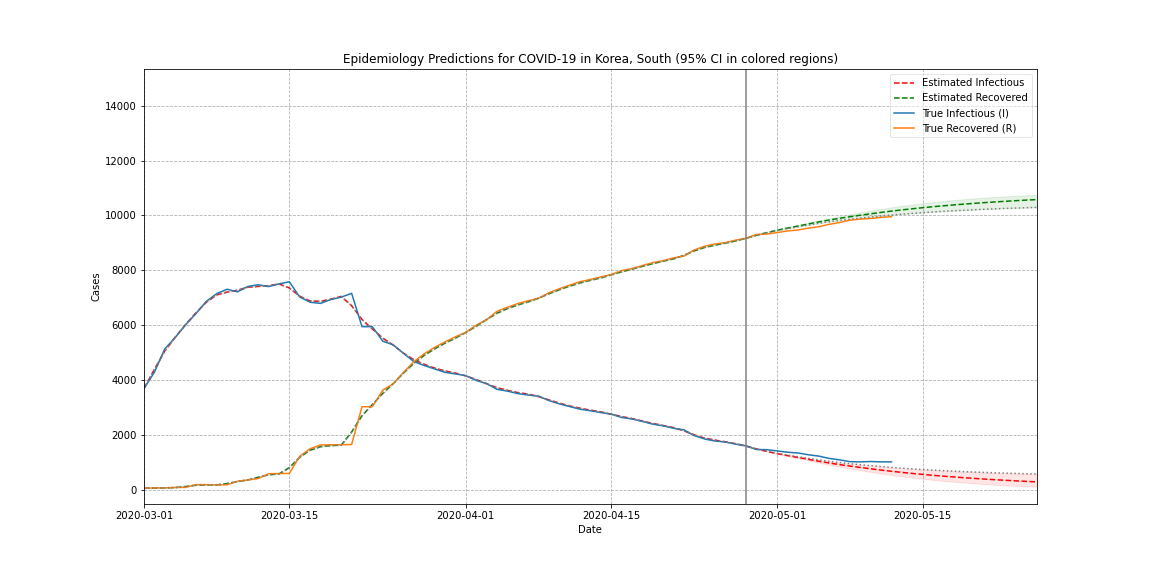 Epidemiology Predictions for COVID-19 in Korea, South (95% CI in colored regions)
Estimated Infectious
Estimated Recovered
True Infectious (I)
True Recovered (R)
14000
12000
10000
8000
6000
4000
2000
0
Cases
2020-03-01 2020-03-15 2020-04-01 2020-04-15 2020-05-01 2020-05-15
Date